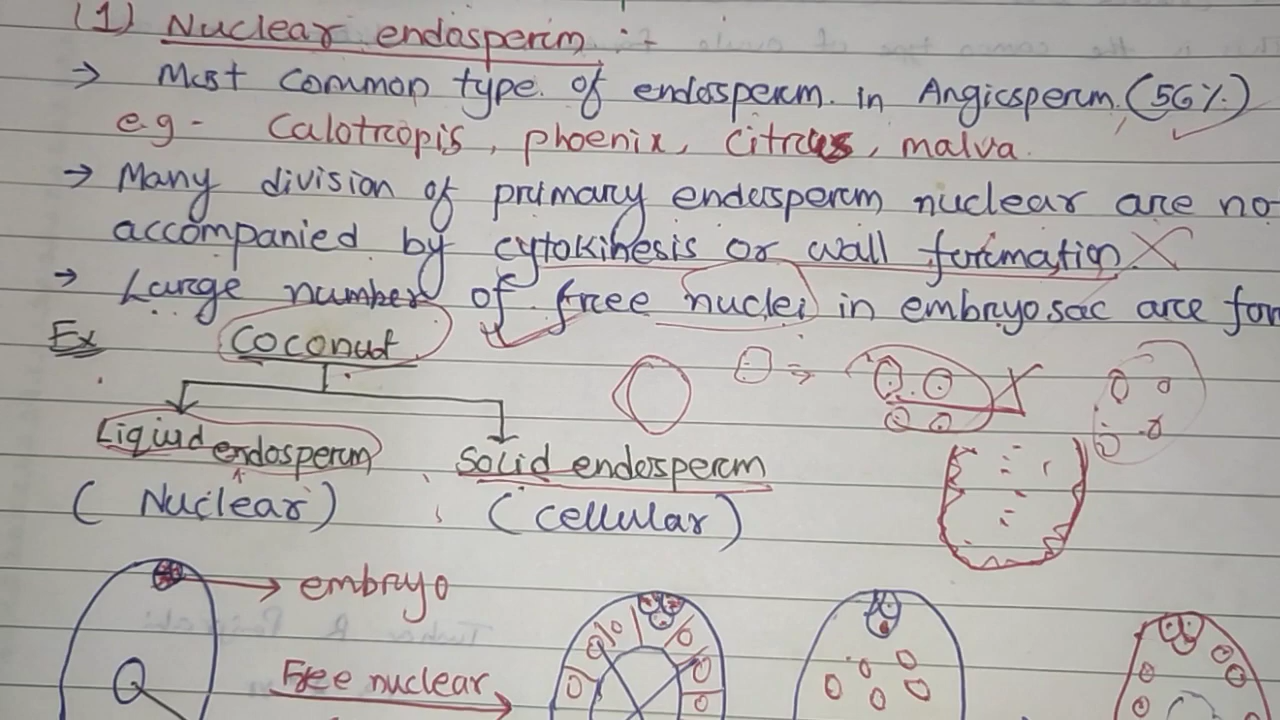 (1) Nuclear endosperm :-
→ Most common type of endosperm in Angiosperm (56%)
e.g - Calotropis, phoenix, citrus, malva.
→ Many division of primary endosperm nuclear are no
accompanied by cytokinesis or wall formation
→ Large number of free nuclei in embryo sac are for
Ex Coconut
Liquid endosperm Solid endosperm
(Nuclear) (cellular)
→ embryo
Free nuclear